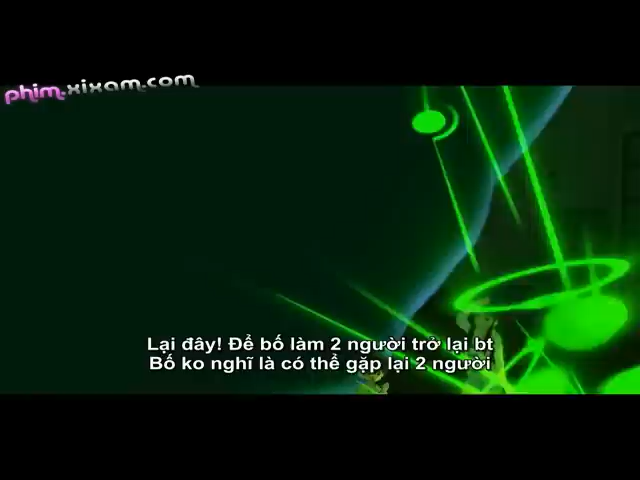 phim.xixam.com
Lại đây! Để bố làm 2 người trở lại bt
Bố ko nghĩ là có thể gặp lại 2 người